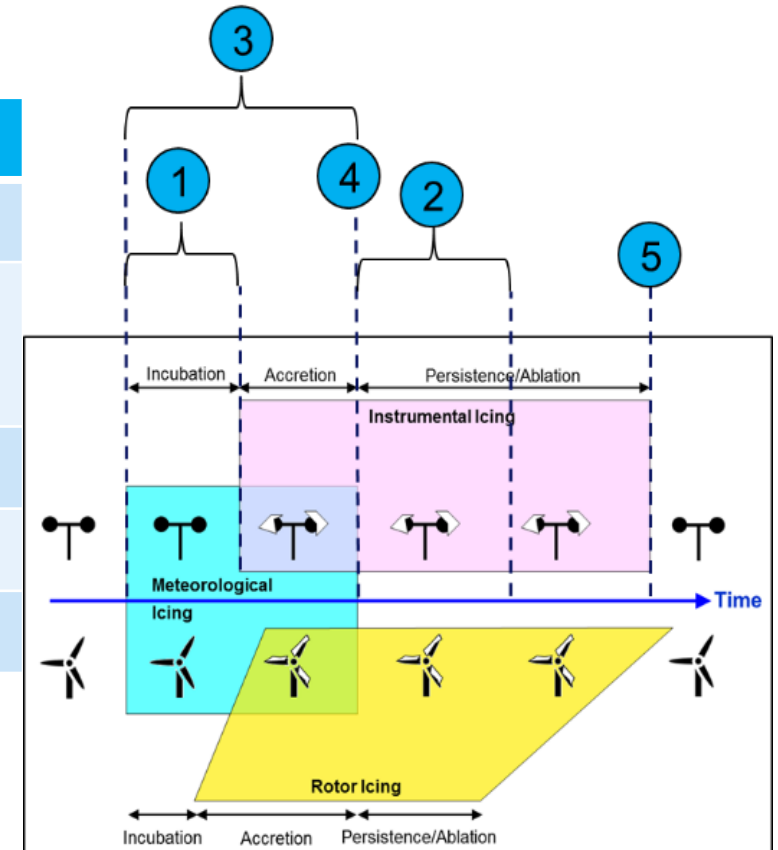 3
1
4
2
5
Incubation Accretion Persistence/Ablation
Instrumental Icing
Meteorological
Icing
Time
Rotor Icing
Incubation Accretion Persistence/Ablation